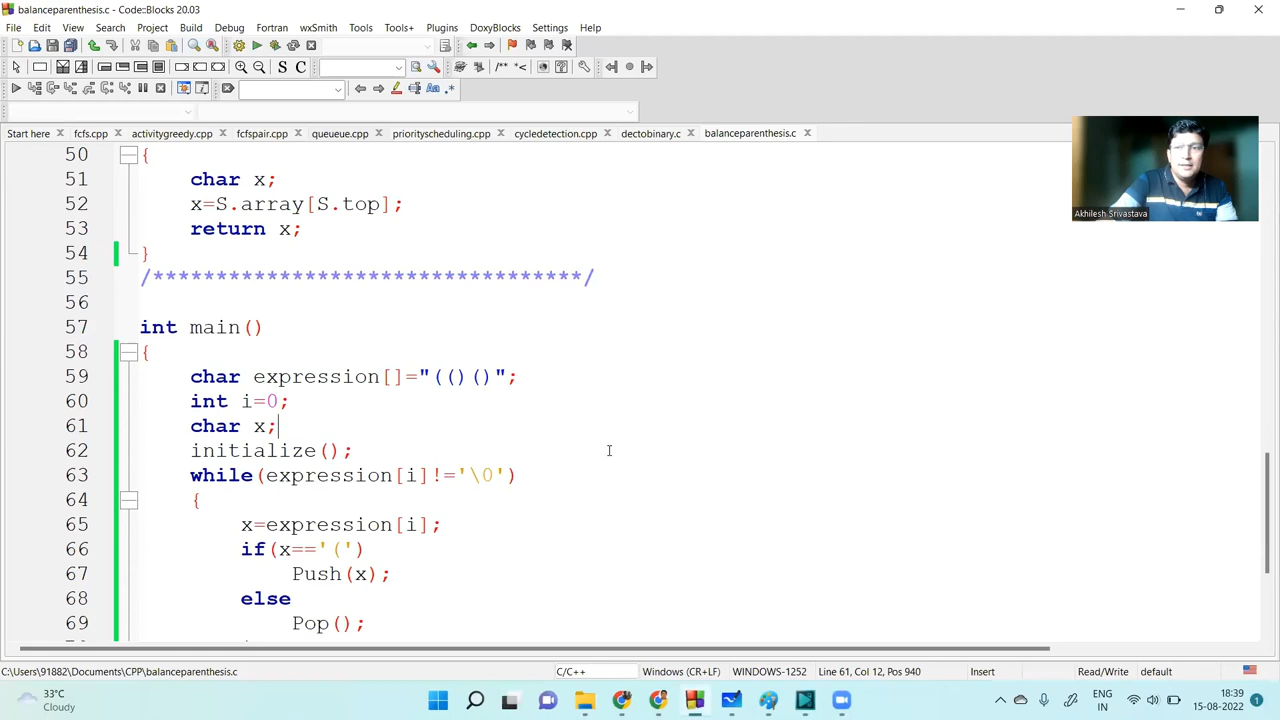 balanceparenthesis.c - Code::Blocks 20.03
File Edit View Search Project Build Debug Fortran wxSmith Tools Tools+ Plugins DoxyBlocks Settings Help
S C /** *<
Aa .*
Start here fcfs.cpp activitygreedy.cpp fcfspair.cpp queueue.cpp priorityscheduling.cpp cycledetection.cpp dectobinary.c balanceparenthesis.c
Akhilesh Srivastava
50 {
51 char x;
52 x=S.array[S.top];
53 return x;
54 }
55 /**********************************/
56
57 int main()
58 {
59 char expression[]="(()()";
60 int i=0;
61 char x;
62 initialize();
63 while(expression[i]!='\0')
64 {
65 x=expression[i];
66 if(x=='(')
67 Push(x);
68 else
69 Pop();
C:\Users\91882\Documents\CPP\balanceparenthesis.c C/C++ Windows (CR+LF) WINDOWS-1252 Line 61, Col 12, Pos 940 Insert Read/Write default
33°C
Cloudy
ENG
IN
18:39
15-08-2022
1